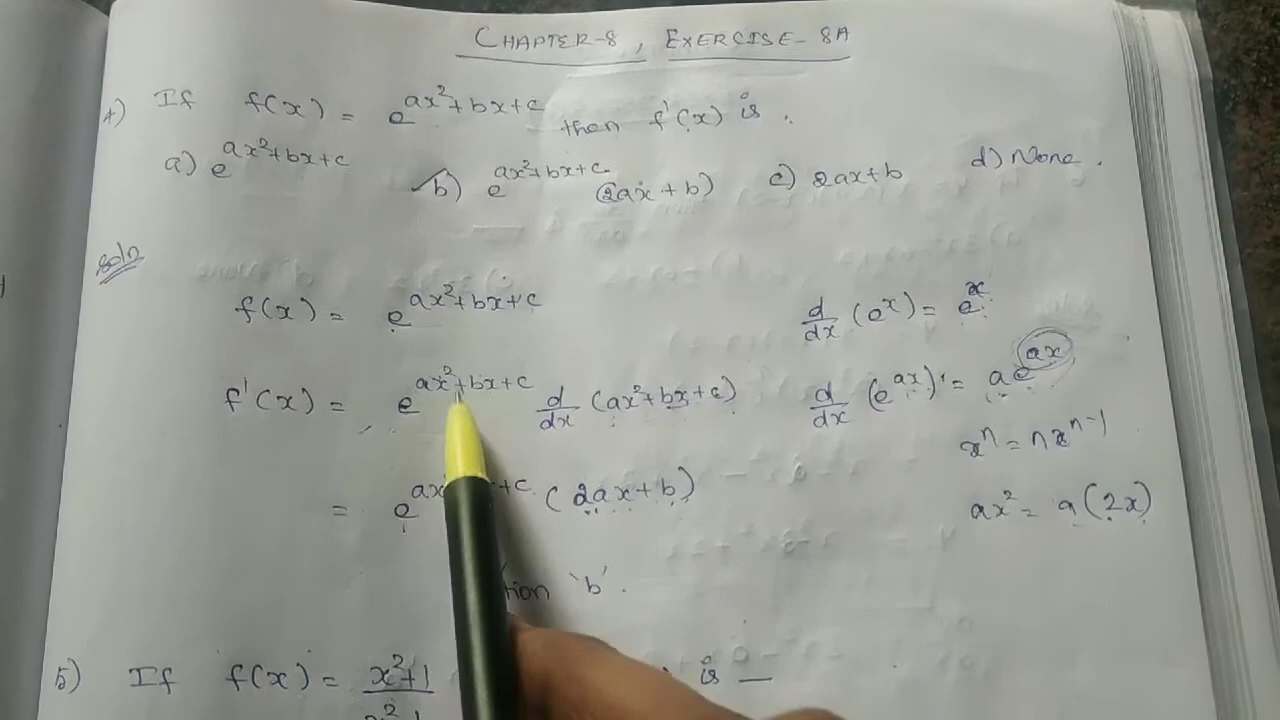 CHAPTER-8, EXERCISE-8A
4) If f(x) = e^{ax²+bx+c} then f'(x) is .
a) e^{ax²+bx+c} b) e^{ax²+bx+c} (2ax+b) c) 2ax+b d) None.
Soln
f(x) = e^{ax²+bx+c} d/dx (e^x) = e^x
f'(x) = e^{ax²+bx+c} d/dx (ax²+bx+c) d/dx (e^{ax}) = ae^{ax}
x^n = nx^{n-1}
= e^{ax +c} (2ax+b) ax² = a(2x)
tion 'b'.
5) If f(x) = x²+1 is —